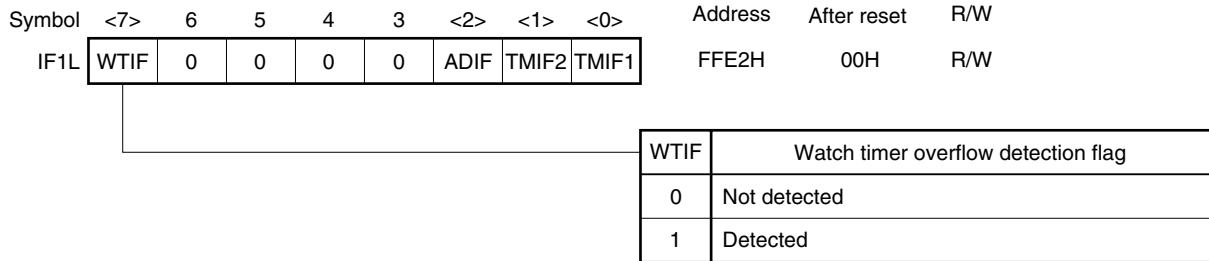 Symbol <7> 6 5 4 3 <2> <1> <0> Address After reset R/W
IF1L WTIF 0 0 0 0 ADIF TMIF2 TMIF1 FFE2H 00H R/W
WTIF Watch timer overflow detection flag
0 Not detected
1 Detected